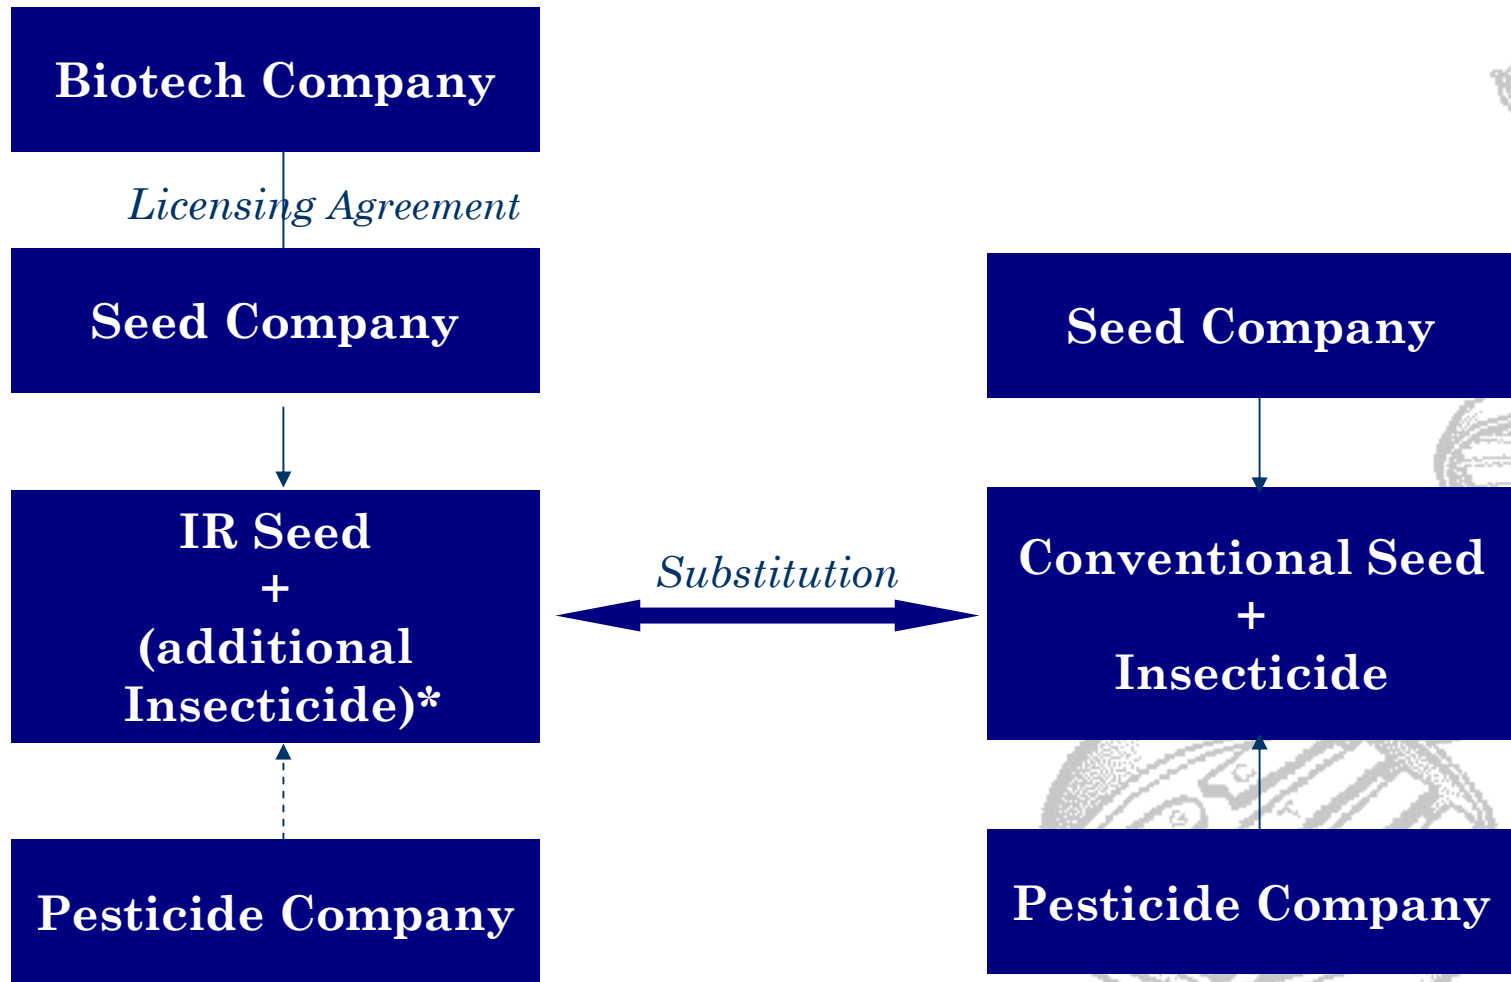 Biotech Company
Licensing Agreement
Seed Company
IR Seed
+
(additional
Insecticide)*
Pesticide Company
Substitution
Seed Company
Conventional Seed
+
Insecticide
Pesticide Company